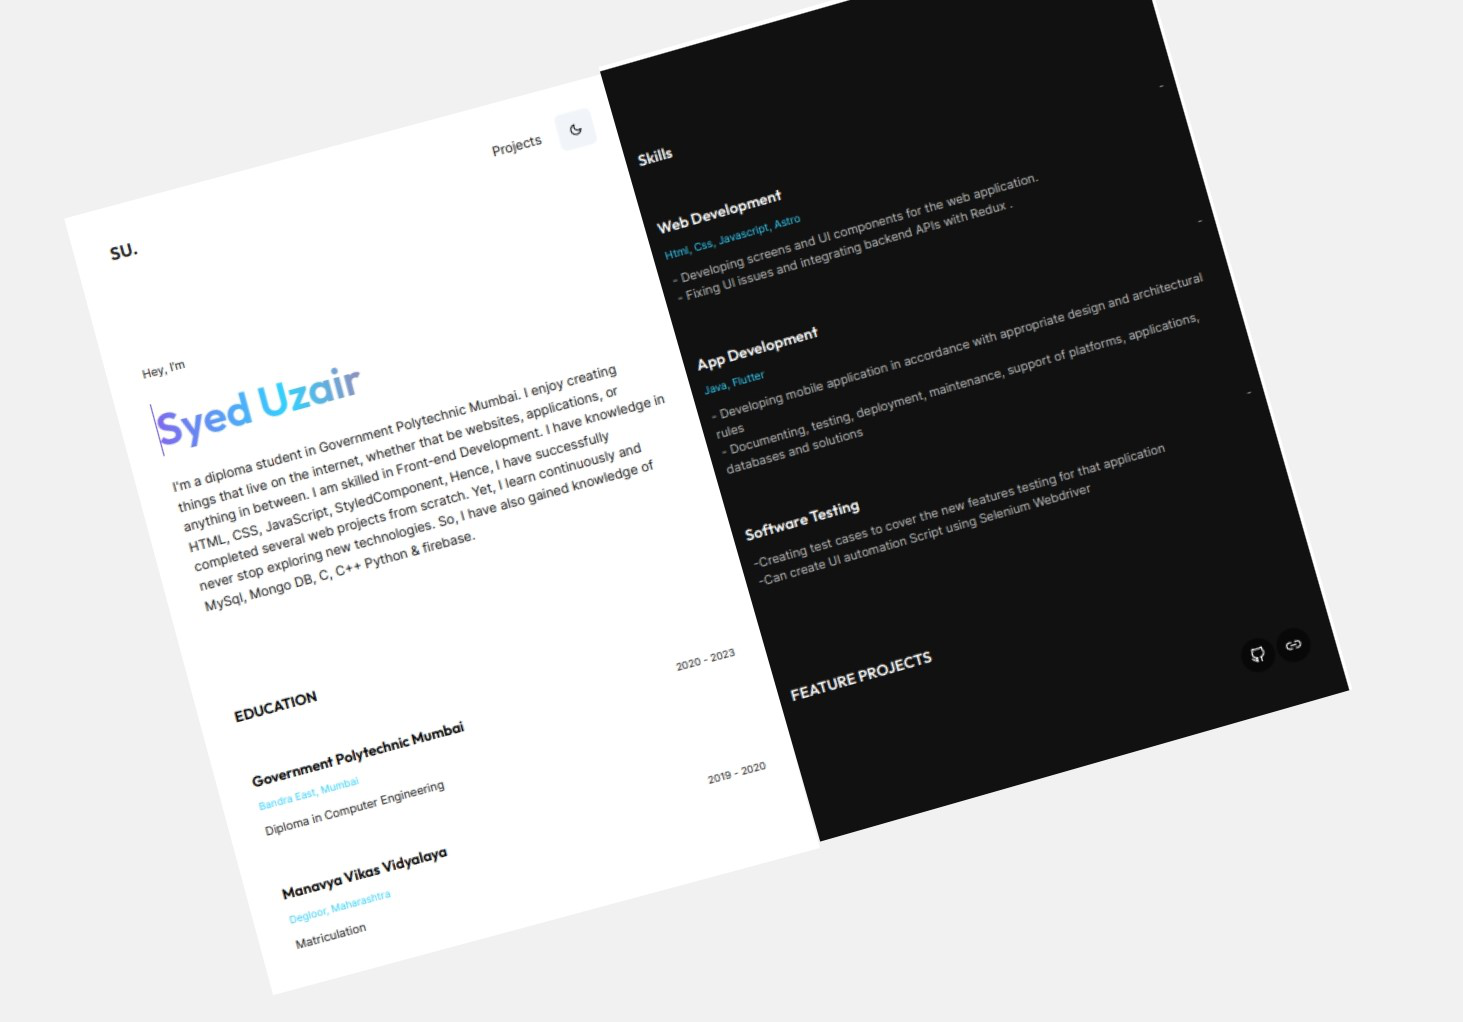 SU.
Projects
Hey, I'm
Syed Uzair
I'm a diploma student in Government Polytechnic Mumbai. I enjoy creating
things that live on the internet, whether that be websites, applications, or
anything in between. I am skilled in Front-end Development. I have knowledge in
HTML, CSS, JavaScript, StyledComponent, Hence, I have successfully
completed several web projects from scratch. Yet, I learn continuously and
never stop exploring new technologies. So, I have also gained knowledge of
MySql, Mongo DB, C, C++ Python & firebase.
EDUCATION
Government Polytechnic Mumbai
2020 - 2023
Bandra East, Mumbai
Diploma in Computer Engineering
Manavya Vikas Vidyalaya
2019 - 2020
Degloor, Maharashtra
Matriculation
Skills
Web Development
-
Html, Css, Javascript, Astro
- Developing screens and UI components for the web application.
- Fixing UI issues and integrating backend APIs with Redux .
App Development
-
Java, Flutter
- Developing mobile application in accordance with appropriate design and architectural
rules
- Documenting, testing, deployment, maintenance, support of platforms, applications,
databases and solutions
Software Testing
-
-Creating test cases to cover the new features testing for that application
-Can create UI automation Script using Selenium Webdriver
FEATURE PROJECTS